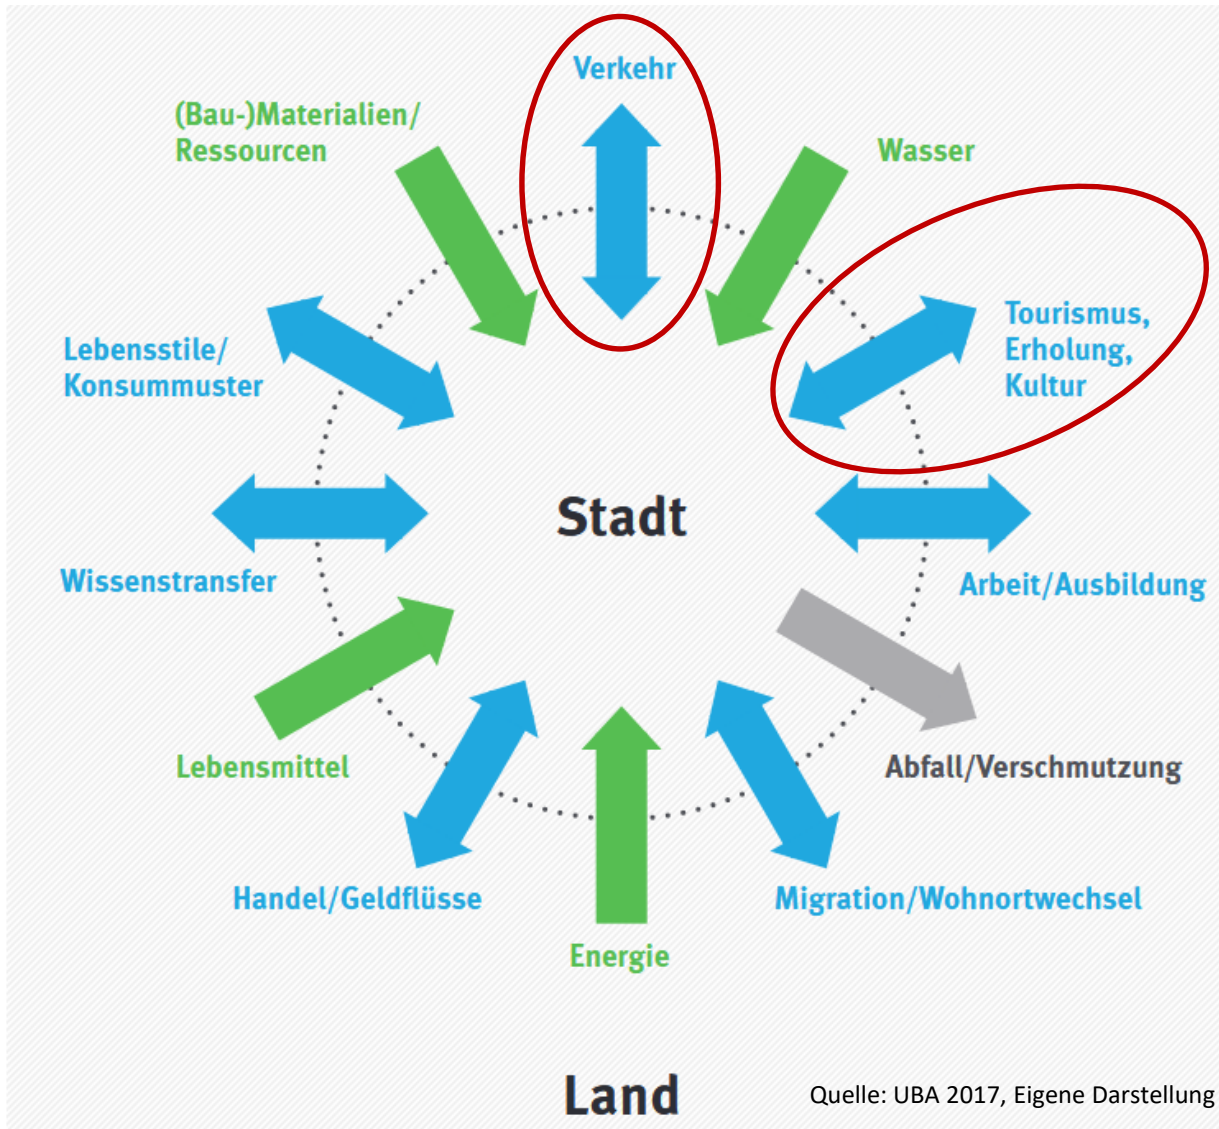 Verkehr
(Bau-)Materialien/
Ressourcen
Wasser
Lebensstile/
Konsummuster
Tourismus,
Erholung,
Kultur
Stadt
Wissenstransfer
Arbeit/Ausbildung
Lebensmittel
Abfall/Verschmutzung
Handel/Geldflüsse
Migration/Wohnortwechsel
Energie
Land
Quelle: UBA 2017, Eigene Darstellung